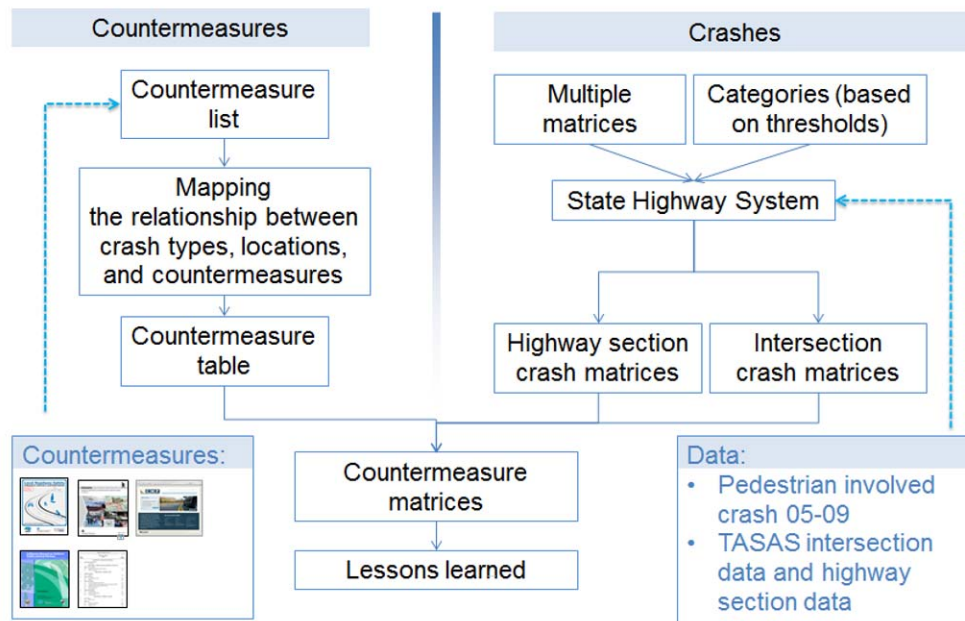 Countermeasures
Countermeasure
list
Mapping
the relationship between
crash types, locations,
and countermeasures
Countermeasure
table
Crashes
Multiple
matrices
Categories (based
on thresholds)
State Highway System
Highway section
crash matrices
Intersection
crash matrices
Countermeasure
matrices
Lessons learned
Countermeasures:
Data:
• Pedestrian involved
crash 05-09
• TASAS intersection
data and highway
section data